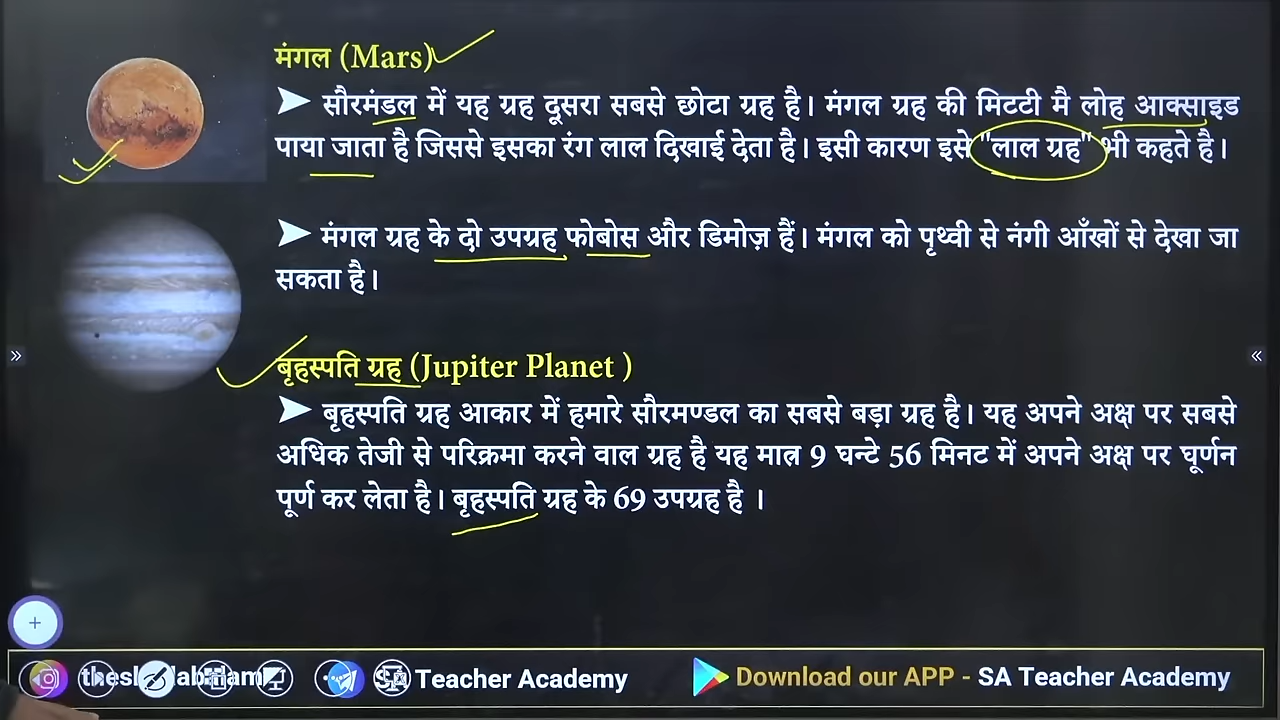 मंगल (Mars)
➤ सौरमंडल में यह ग्रह दूसरा सबसे छोटा ग्रह है। मंगल ग्रह की मिटटी मै लोह आक्साइड
पाया जाता है जिससे इसका रंग लाल दिखाई देता है। इसी कारण इसे "लाल ग्रह" भी कहते है।
➤ मंगल ग्रह के दो उपग्रह फोबोस और डिमोज़ हैं। मंगल को पृथ्वी से नंगी आँखों से देखा जा
सकता है।
बृहस्पति ग्रह (Jupiter Planet )
➤ बृहस्पति ग्रह आकार में हमारे सौरमण्डल का सबसे बड़ा ग्रह है। यह अपने अक्ष पर सबसे
अधिक तेजी से परिक्रमा करने वाल ग्रह है यह मात्र 9 घन्टे 56 मिनट में अपने अक्ष पर घूर्णन
पूर्ण कर लेता है। बृहस्पति ग्रह के 69 उपग्रह है ।
Teacher Academy
Download our APP - SA Teacher Academy